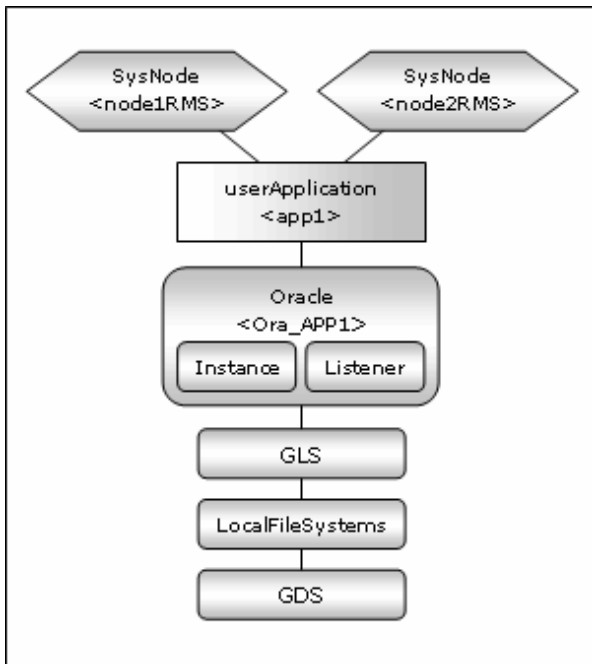 SysNode
<node1RMS>
SysNode
<node2RMS>
userApplication
<app1>
Oracle
<Ora_APP1>
Instance
Listener
GLS
LocalFileSystems
GDS